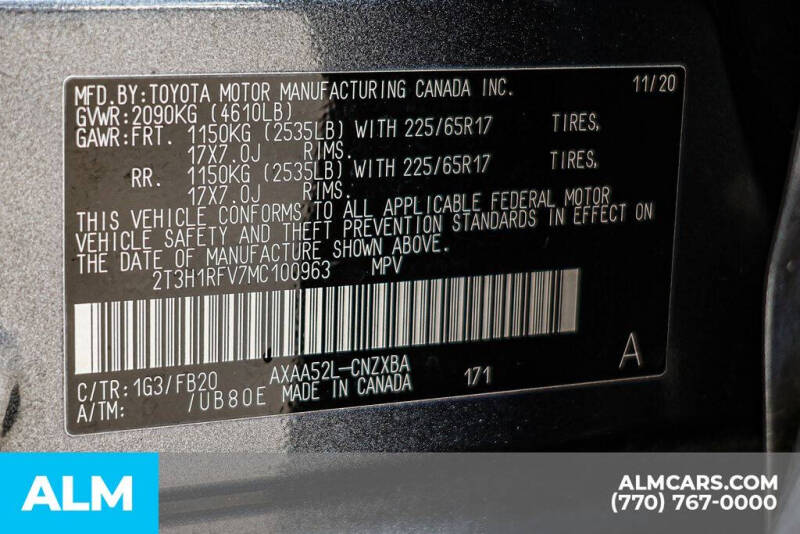 MFD.BY:TOYOTA MOTOR MANUFACTURING CANADA INC. 11/20
GVWR:2090KG (4610LB)
GAWR:FRT. 1150KG (2535LB) WITH 225/65R17 TIRES,
17X7.0J RIMS.
RR. 1150KG (2535LB) WITH 225/65R17 TIRES,
17X7.0J RIMS.
THIS VEHICLE CONFORMS TO ALL APPLICABLE FEDERAL MOTOR
VEHICLE SAFETY AND THEFT PREVENTION STANDARDS IN EFFECT ON
THE DATE OF MANUFACTURE SHOWN ABOVE.
2T3H1RFV7MC100963 MPV
A
C/TR:1G3/FB20 AXAA52L-CNZXBA 171
A/TM: /UB80E MADE IN CANADA
ALM
ALMCARS.COM
(770) 767-0000